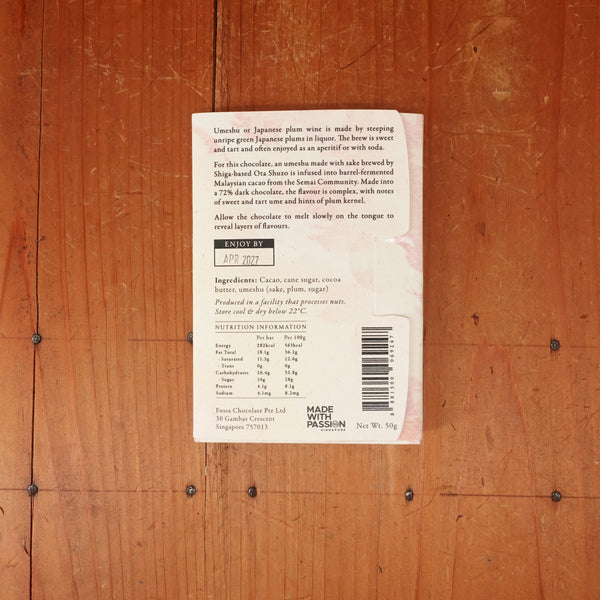 Umeshu or Japanese plum wine is made by steeping
unripe green Japanese plums in liquor. The brew is sweet
and tart and often enjoyed as an aperitif or with soda.
For this chocolate, an umeshu made with sake brewed by
Shiga-based Ota Shuzo is infused into barrel-fermented
Malaysian cacao from the Semai Community. Made into
a 72% dark chocolate, the flavour is complex, with notes
of sweet and tart ume and hints of plum kernel.
Allow the chocolate to melt slowly on the tongue to
reveal layers of flavours.
ENJOY BY
APR 2027
Ingredients: Cacao, cane sugar, cocoa
butter, umeshu (sake, plum, sugar)
Produced in a facility that processes nuts.
Store cool & dry below 22°C.
NUTRITION INFORMATION
Per bar Per 100g
Energy 282kcal 563kcal
Fat Total 18.1g 36.2g
- Saturated 11.3g 22.6g
- Trans 0g 0g
Carbohydrates 26.4g 52.8g
- Sugar 14g 28g
Protein 4.1g 8.1g
Sodium 4.1mg 8.2mg
Fossa Chocolate Pte Ltd
30 Gambas Crescent
Singapore 757013
MADE
WITH
PASSION
SINGAPORE
Net Wt. 50g